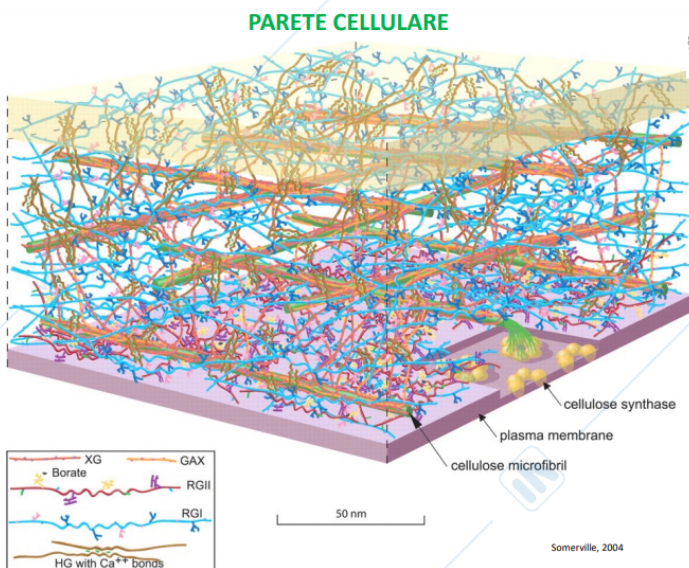 PARETE CELLULARE
cellulose synthase
plasma membrane
cellulose microfibril
XG
GAX
Borate
RGII
RGI
HG with Ca⁺⁺ bonds
50 nm
Somerville, 2004